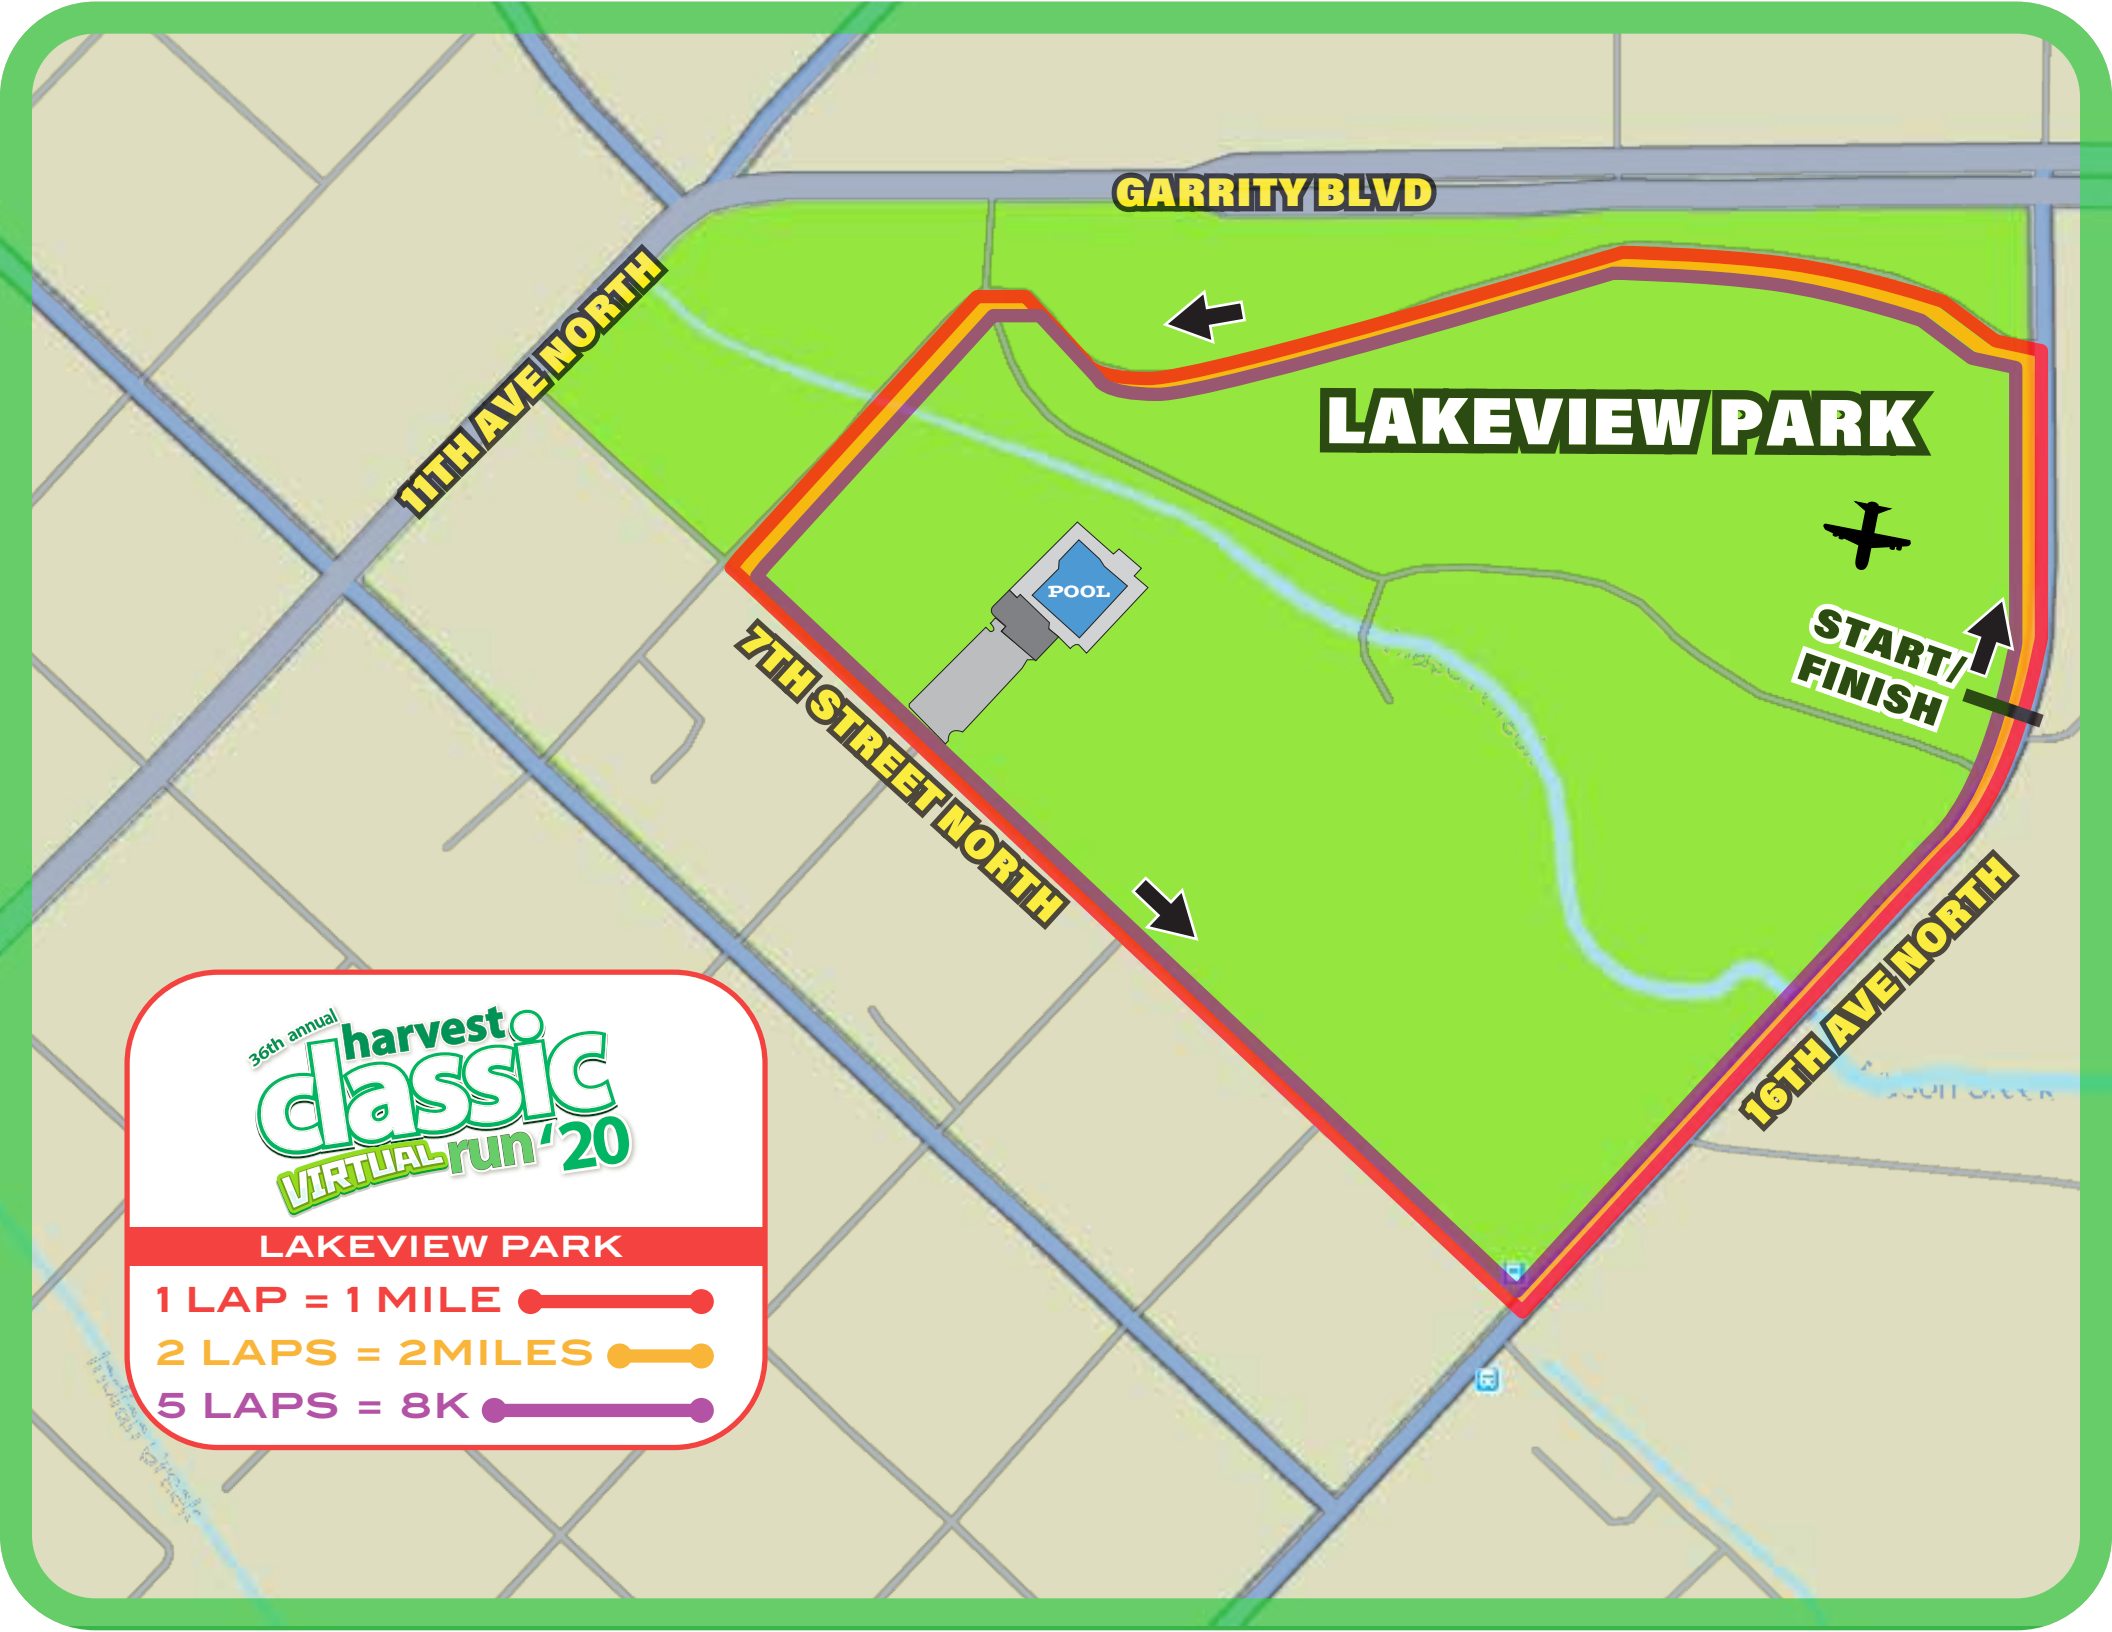 GARRITY BLVD
11TH AVE NORTH
LAKEVIEW PARK
POOL
START/
FINISH
7TH STREET NORTH
16TH AVE NORTH
36th annual
harvest
classic
VIRTUAL run '20
LAKEVIEW PARK
1 LAP = 1 MILE
2 LAPS = 2MILES
5 LAPS = 8K